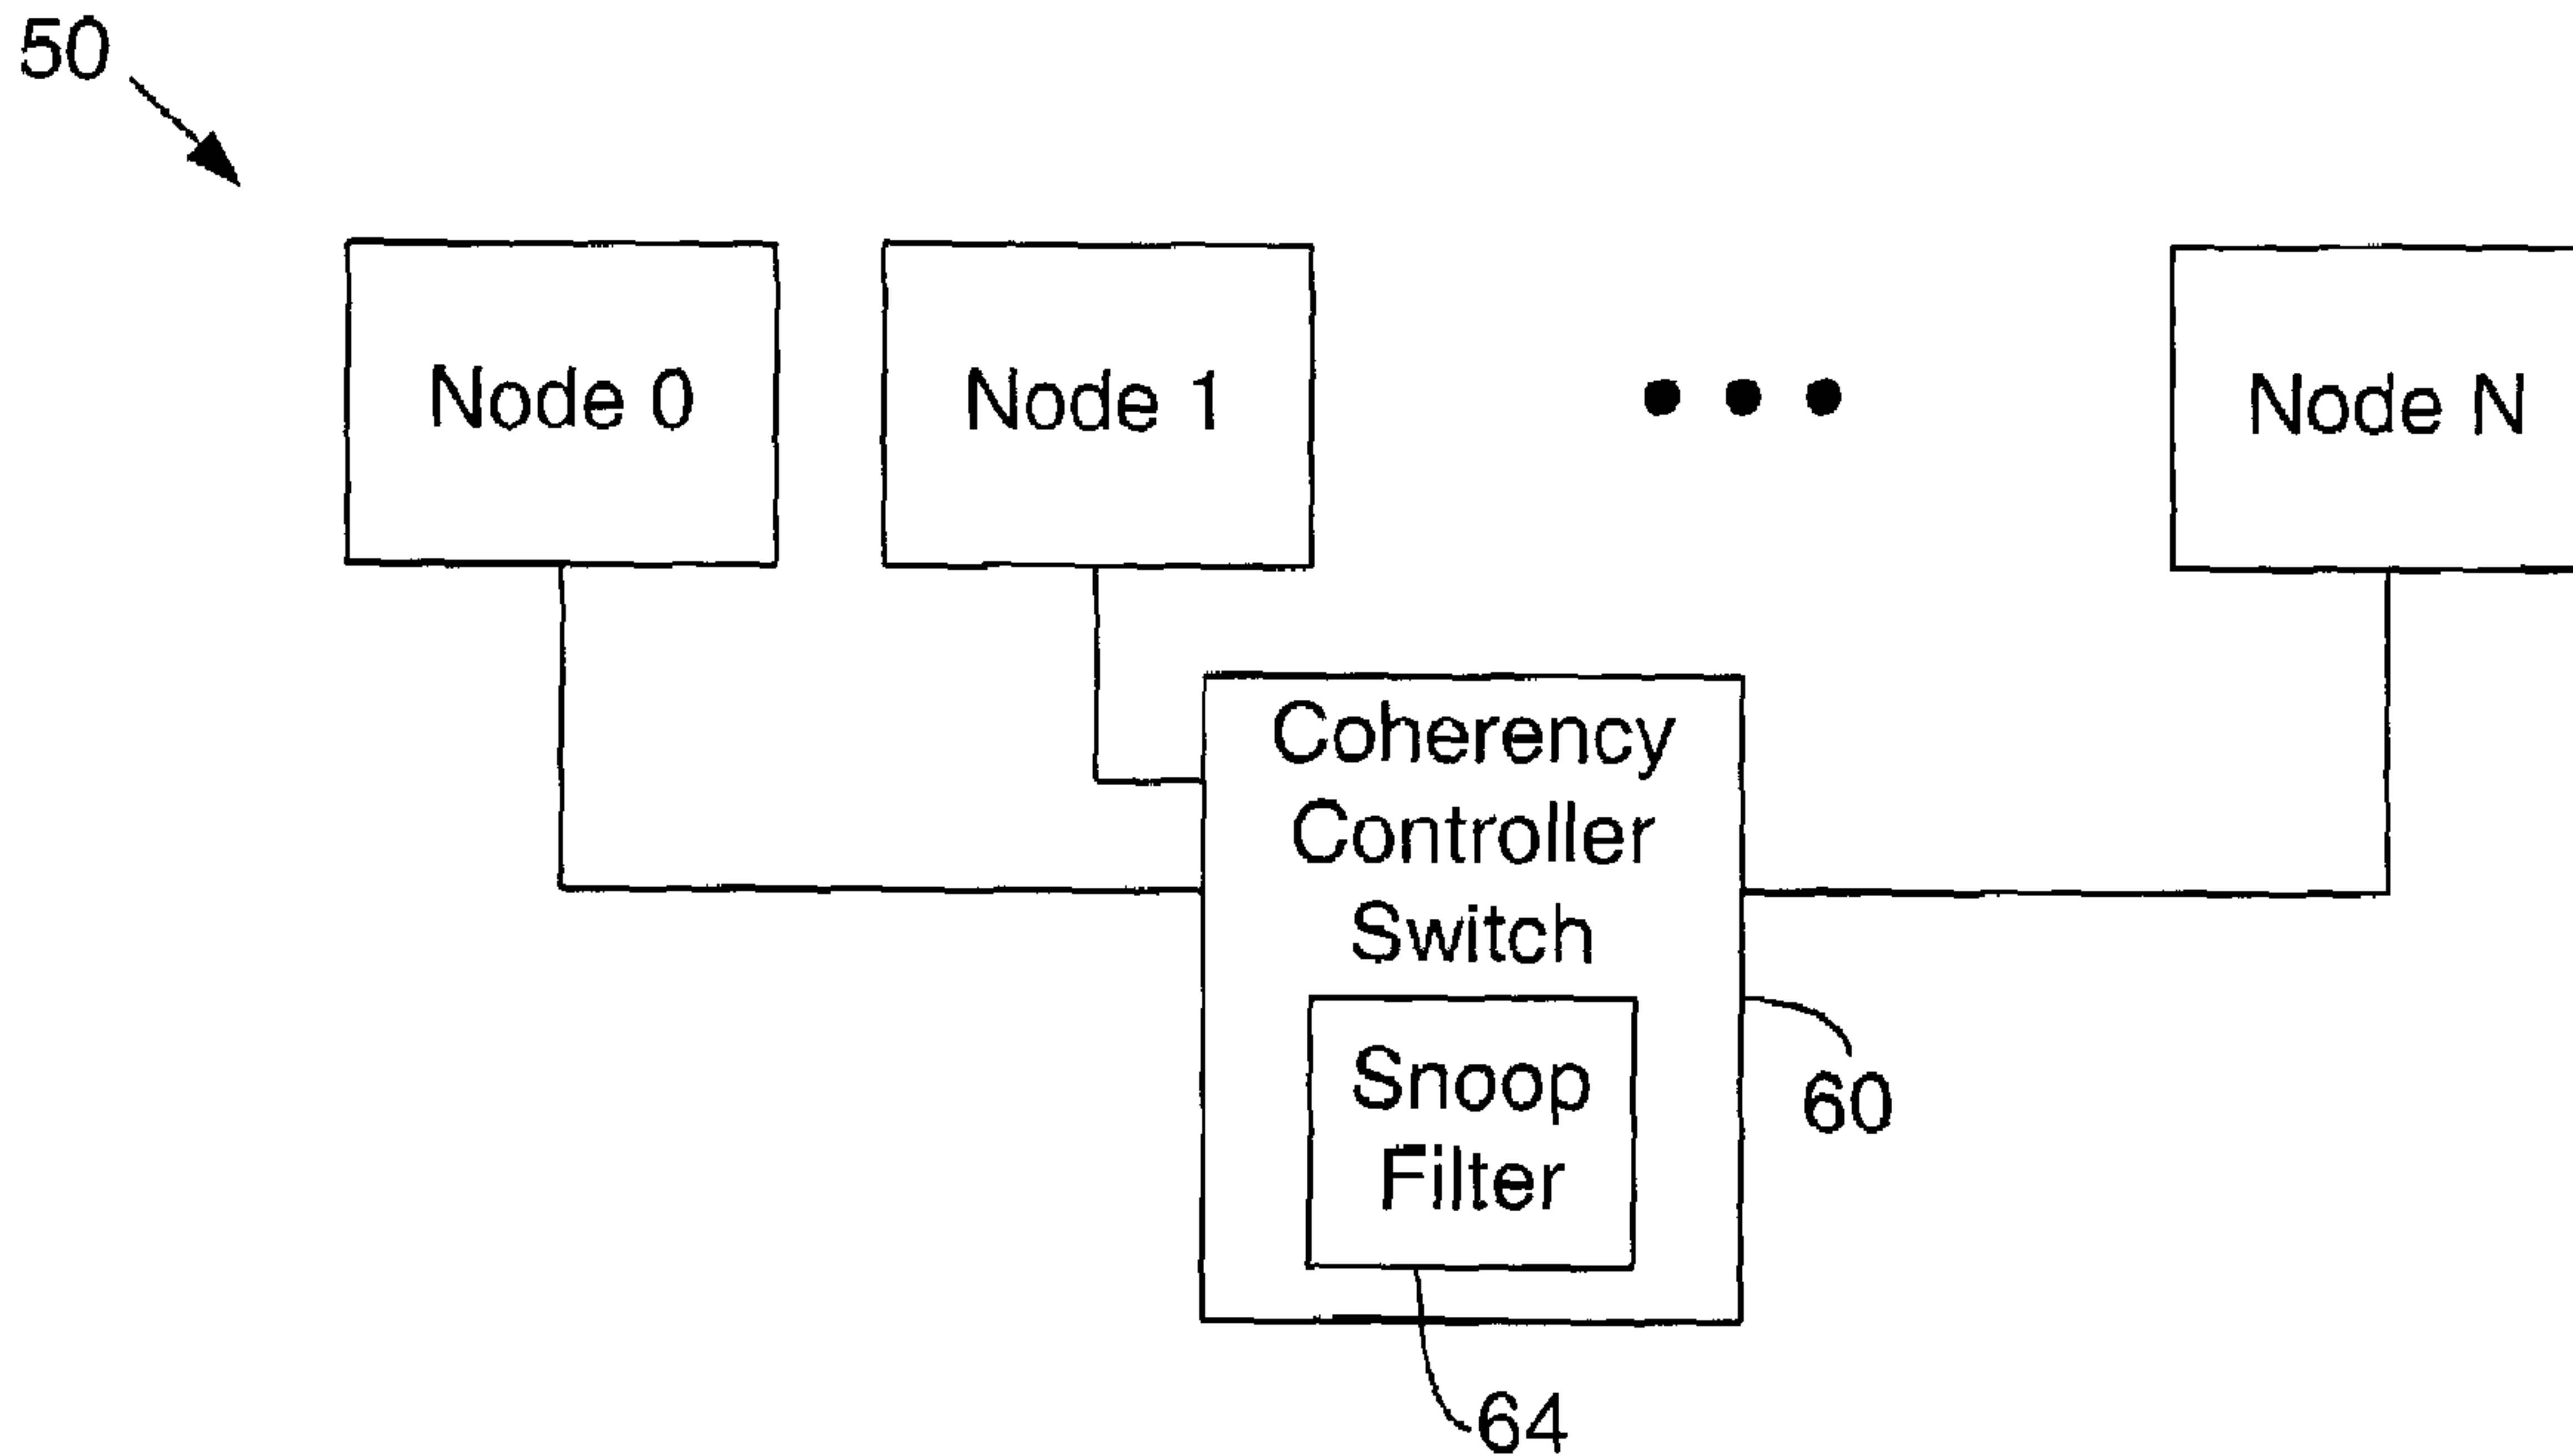 50
Node 0
Node 1
Node N
Coherency
Controller
Switch
Snoop
Filter
60
64